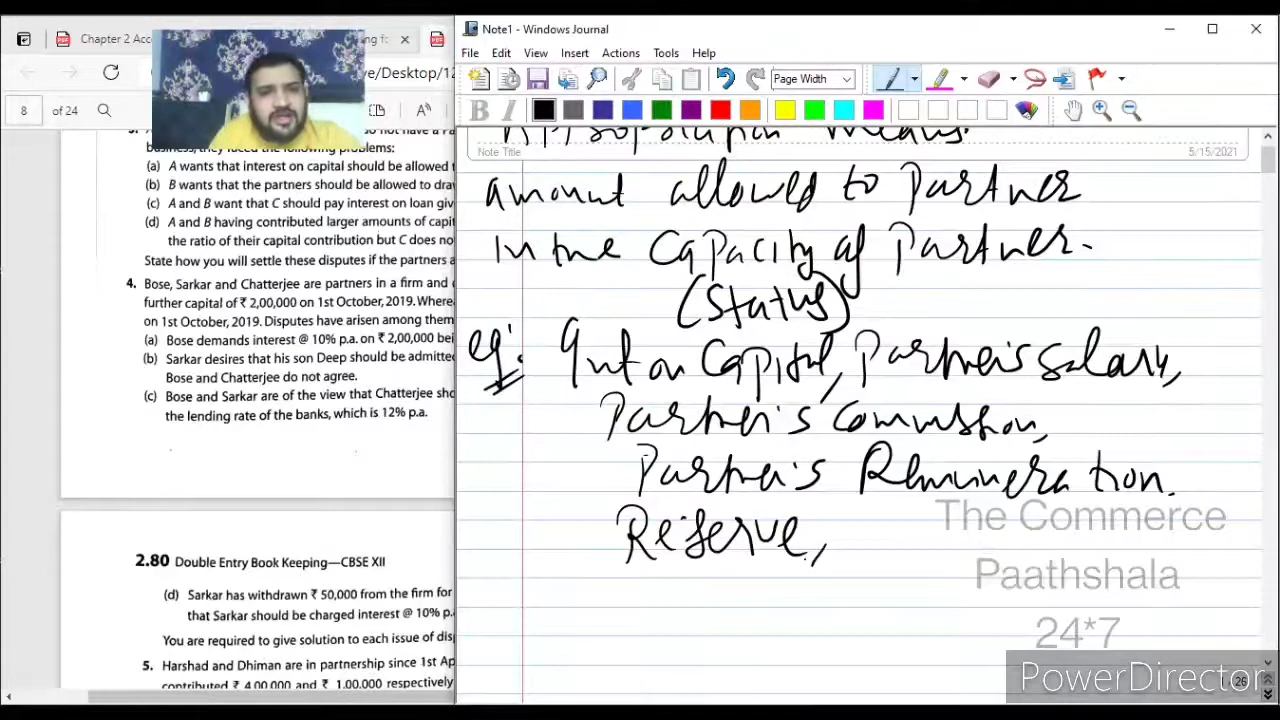 Chapter 2 Acc
Note1 - Windows Journal
File Edit View Insert Actions Tools Help
Page Width
ve/Desktop/12
8 of 24
Note Title
5/15/2021
Appropriation means.
amount allowed to Partner
in the Capacity of Partner.
(Status)
eg: Int on Capital, Partner's salary,
Partner's commission,
Partner's Remuneration.
Reserve,
business, they faced the following problems:
(a) A wants that interest on capital should be allowed t
(b) B wants that the partners should be allowed to dra
(c) A and B want that C should pay interest on loan giv
(d) A and B having contributed larger amounts of capit
the ratio of their capital contribution but C does no
State how you will settle these disputes if the partners a
4. Bose, Sarkar and Chatterjee are partners in a firm and
further capital of ₹ 2,00,000 on 1st October, 2019. Wherea
on 1st October, 2019. Disputes have arisen among them
(a) Bose demands interest @ 10% p.a. on ₹ 2,00,000 bei
(b) Sarkar desires that his son Deep should be admitted
Bose and Chatterjee do not agree.
(c) Bose and Sarkar are of the view that Chatterjee sho
the lending rate of the banks, which is 12% p.a.
2.80 Double Entry Book Keeping—CBSE XII
(d) Sarkar has withdrawn ₹ 50,000 from the firm for
that Sarkar should be charged interest @ 10% p.
You are required to give solution to each issue of dis
5. Harshad and Dhiman are in partnership since 1st Ap
contributed ₹ 4,00,000 and ₹ 1,00,000 respectively
The Commerce
Paathshala
24*7
PowerDirector